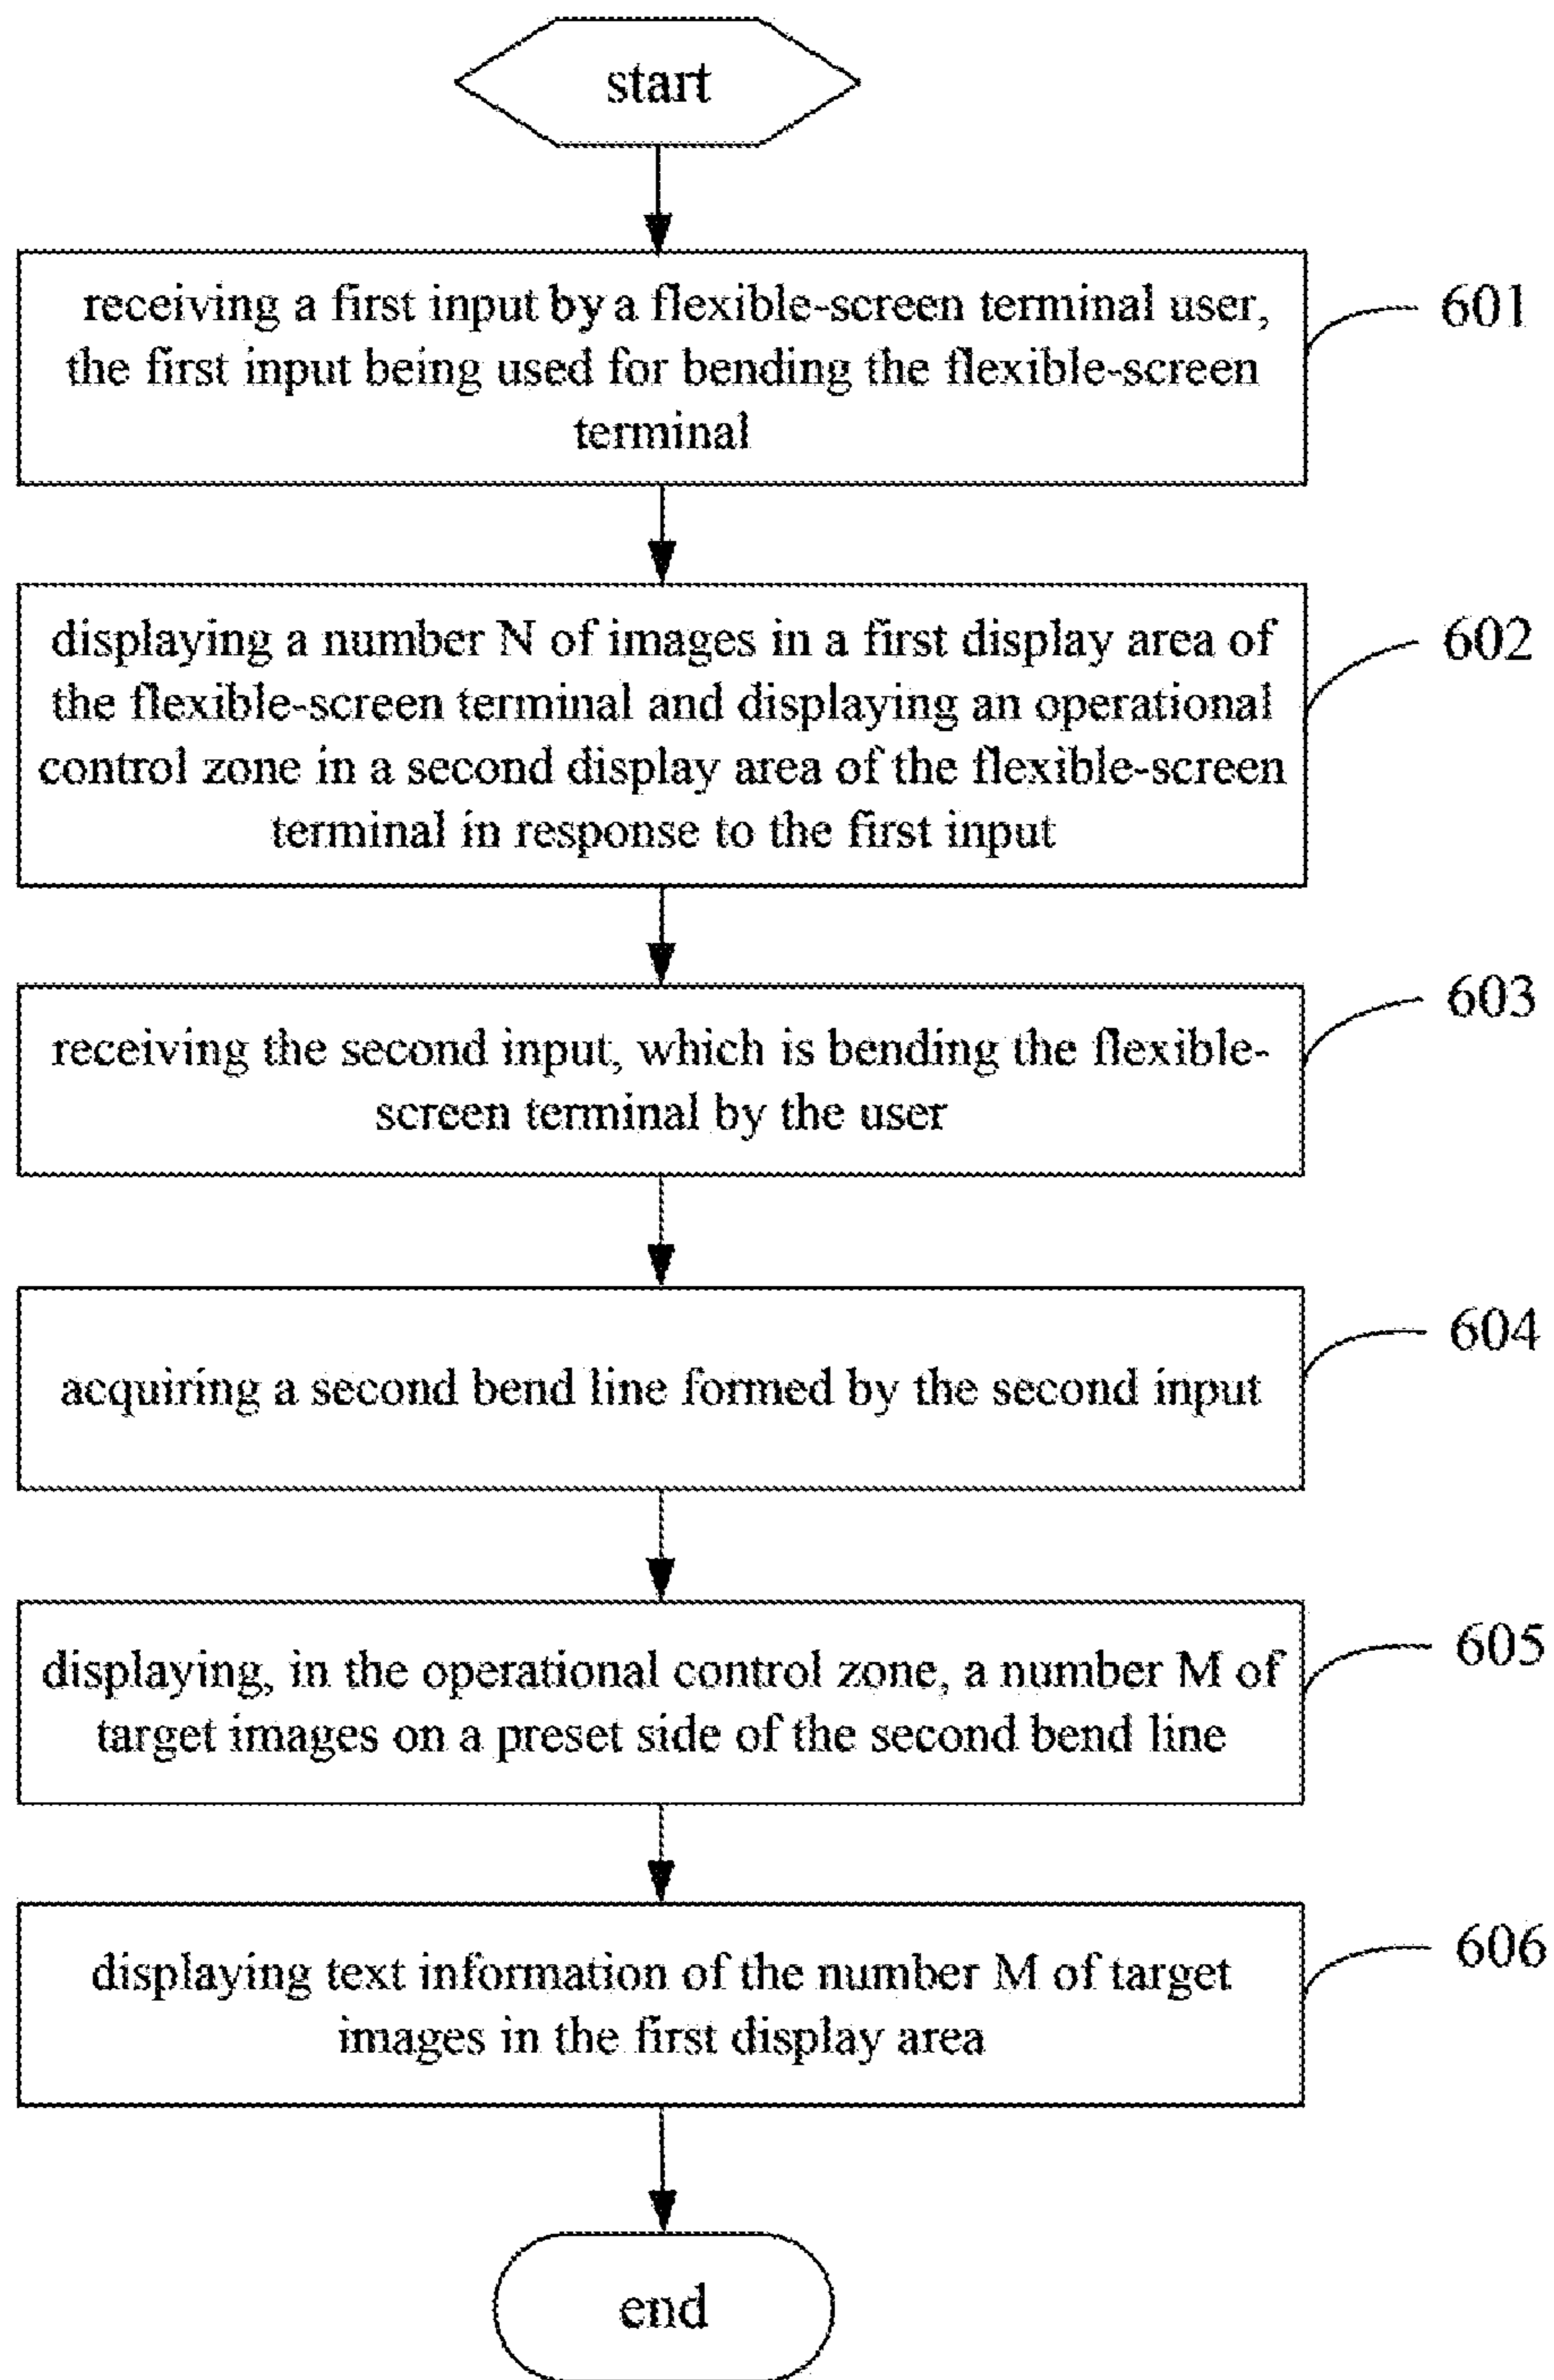 start
receiving a first input by a flexible-screen terminal user,
the first input being used for bending the flexible-screen
terminal
601
displaying a number N of images in a first display area of
the flexible-screen terminal and displaying an operational
control zone in a second display area of the flexible-screen
terminal in response to the first input
602
receiving the second input, which is bending the flexible-
screen terminal by the user
603
acquiring a second bend line formed by the second input
604
displaying, in the operational control zone, a number M of
target images on a preset side of the second bend line
605
displaying text information of the number M of target
images in the first display area
606
end